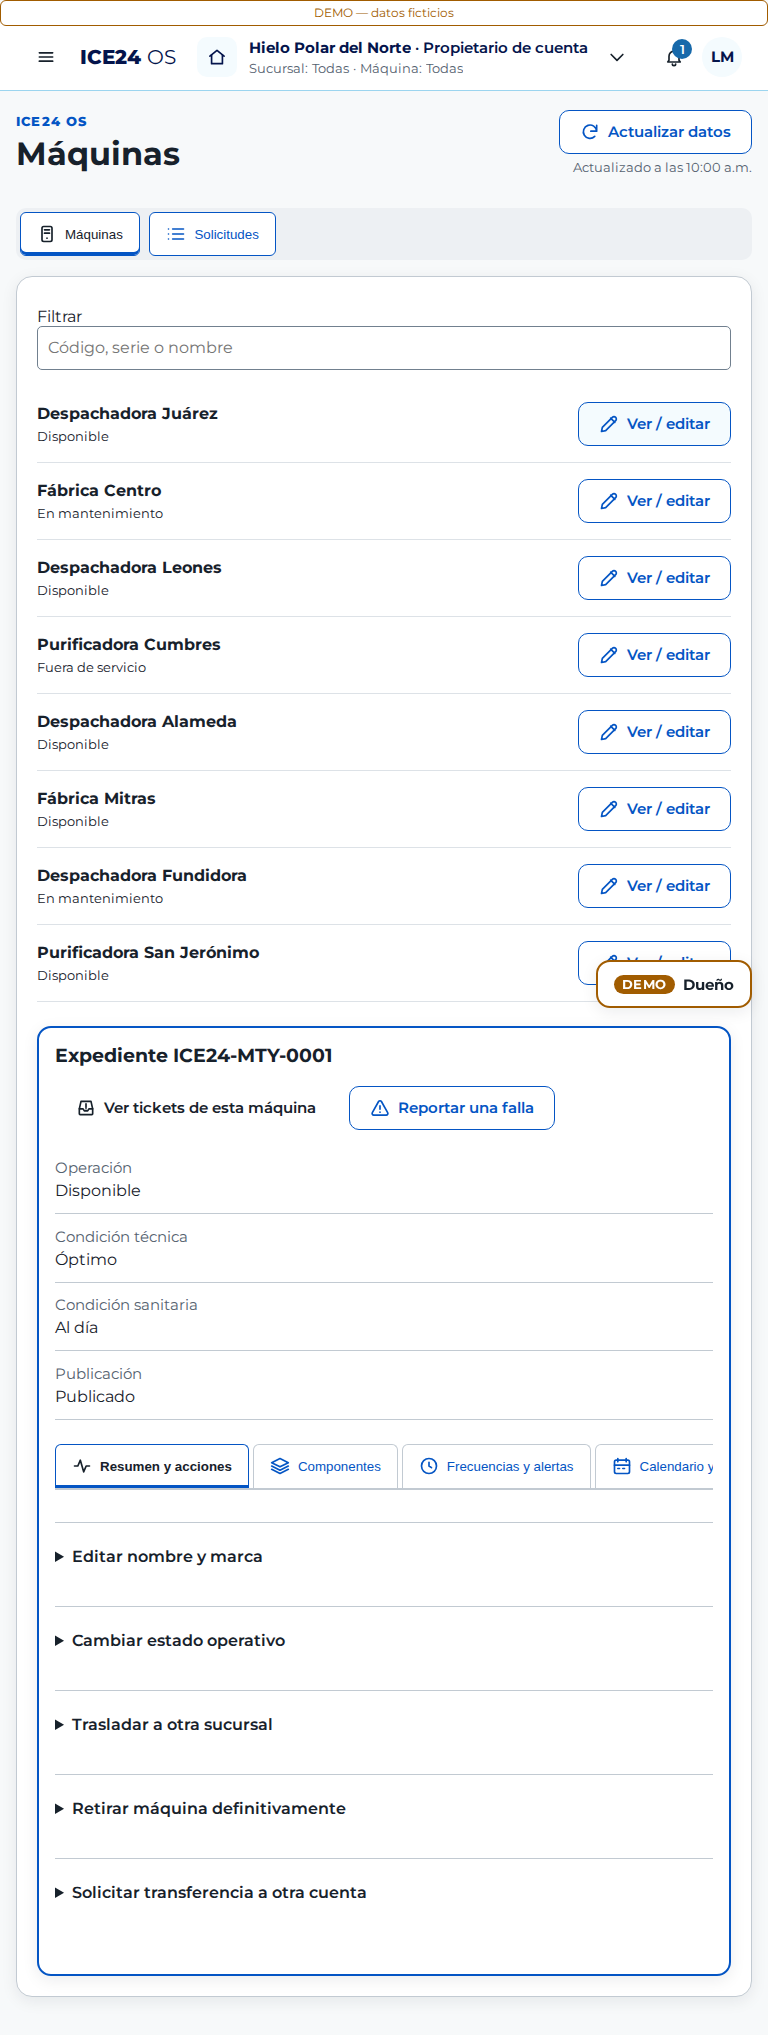 DEMO — datos ficticios
ICE24 OS
Hielo Polar del Norte · Propietario de cuenta
Sucursal: Todas · Máquina: Todas
1
LM
ICE24 OS
Máquinas
Actualizar datos
Actualizado a las 10:00 a.m.
Máquinas
Solicitudes
Filtrar
Código, serie o nombre
Despachadora Juárez
Disponible
Ver / editar
Fábrica Centro
En mantenimiento
Ver / editar
Despachadora Leones
Disponible
Ver / editar
Purificadora Cumbres
Fuera de servicio
Ver / editar
Despachadora Alameda
Disponible
Ver / editar
Fábrica Mitras
Disponible
Ver / editar
Despachadora Fundidora
En mantenimiento
Ver / editar
Purificadora San Jerónimo
Disponible
DEMO Dueño
Expediente ICE24-MTY-0001
Ver tickets de esta máquina
Reportar una falla
Operación
Disponible
Condición técnica
Óptimo
Condición sanitaria
Al día
Publicación
Publicado
Resumen y acciones
Componentes
Frecuencias y alertas
Calendario y
Editar nombre y marca
Cambiar estado operativo
Trasladar a otra sucursal
Retirar máquina definitivamente
Solicitar transferencia a otra cuenta